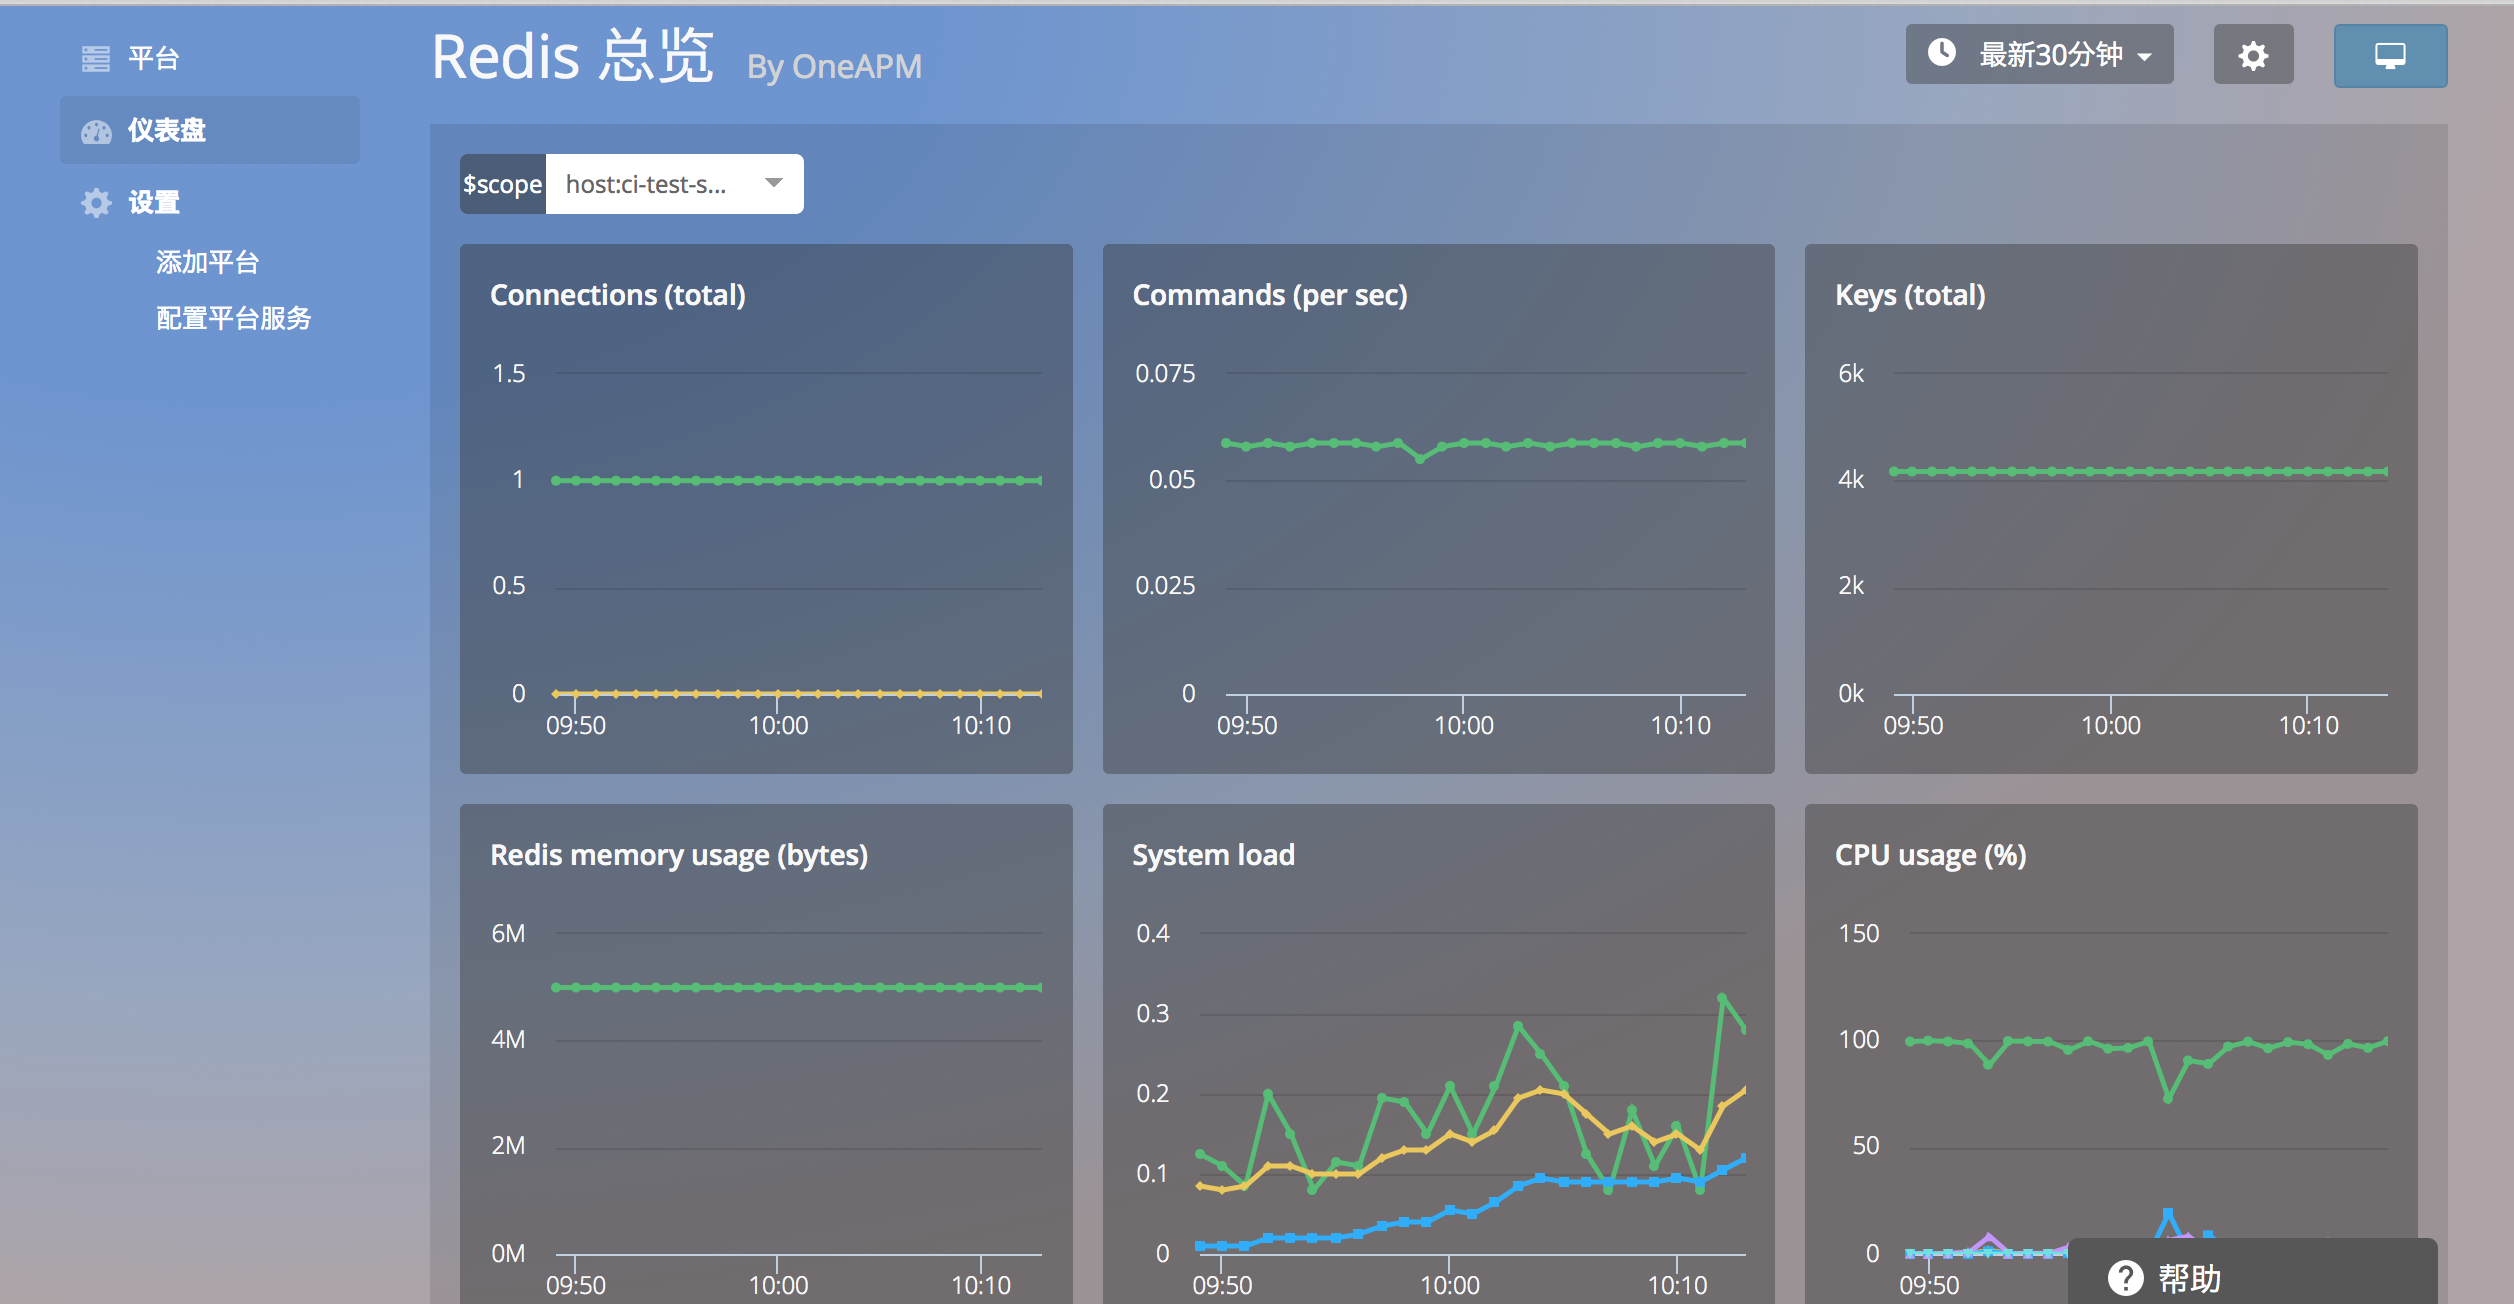 平台
仪表盘
设置
添加平台
配置平台服务
Redis 总览 By OneAPM
最新30分钟
$scope host:ci-test-s...
Connections (total)
1.5
1
0.5
0
09:50 10:00 10:10
Commands (per sec)
0.075
0.05
0.025
0
09:50 10:00 10:10
Keys (total)
6k
4k
2k
0k
09:50 10:00 10:10
Redis memory usage (bytes)
6M
4M
2M
0M
09:50 10:00 10:10
System load
0.4
0.3
0.2
0.1
0
09:50 10:00 10:10
CPU usage (%)
150
100
50
0
09:50
帮助